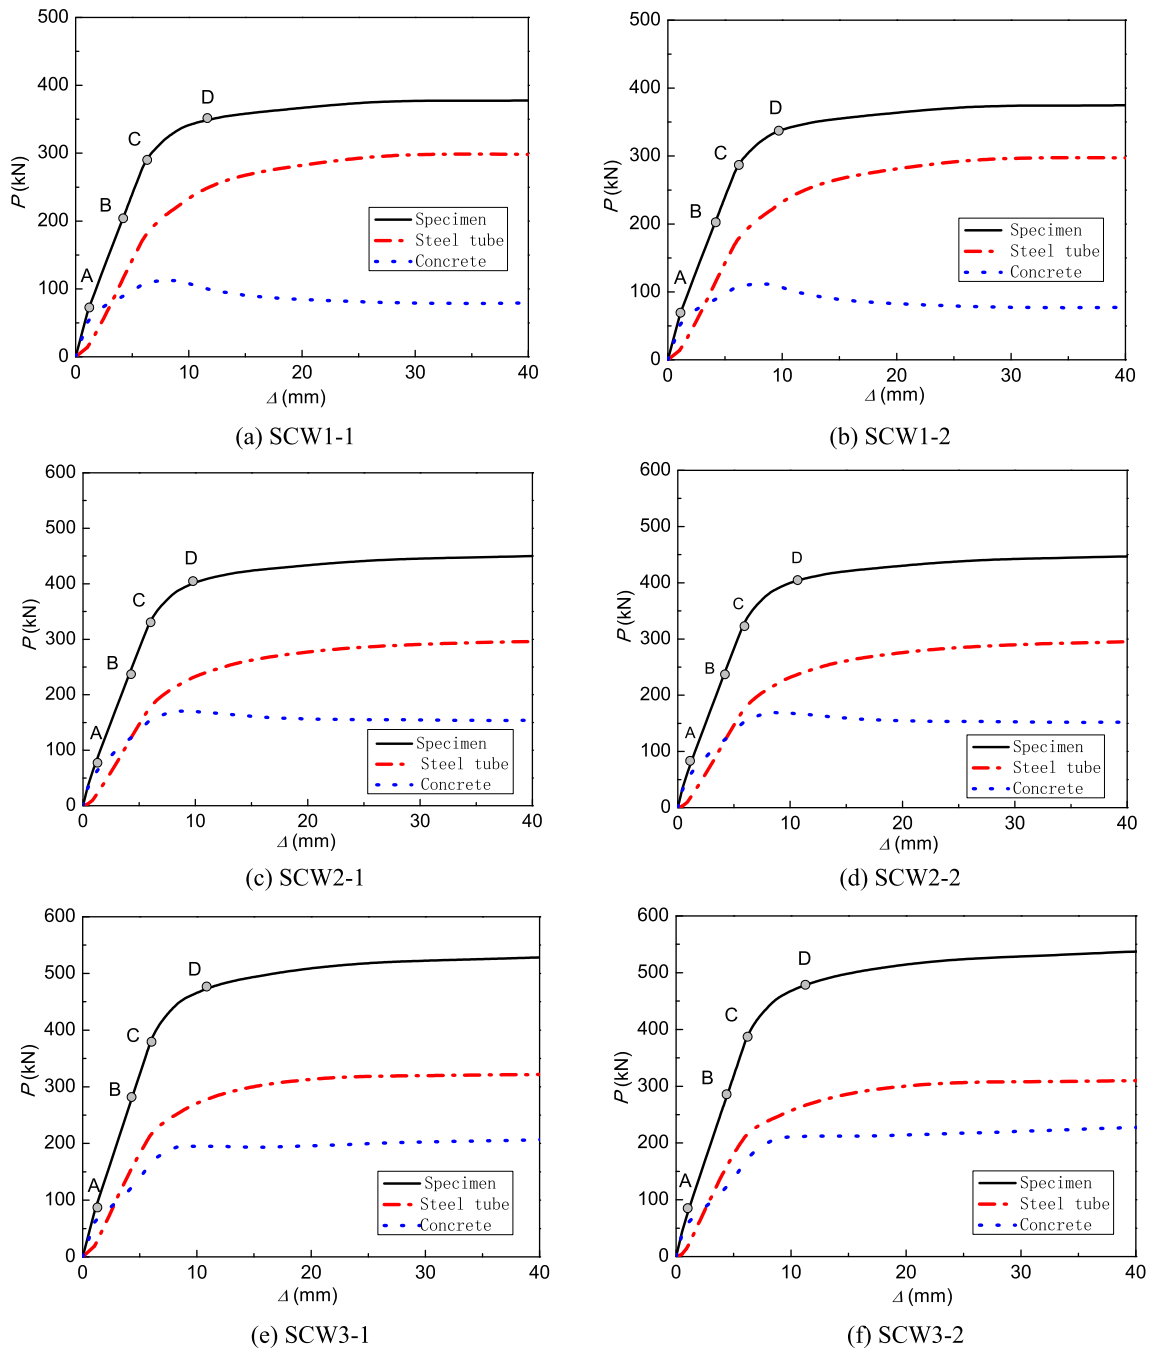 500
400
300
200
100
0
P (kN)
A
B
C
D
Specimen
Steel tube
Concrete
0
10
20
30
40
Δ (mm)
(a) SCW1-1
500
400
300
200
100
0
P (kN)
A
B
C
D
Specimen
Steel tube
Concrete
0
10
20
30
40
Δ (mm)
(b) SCW1-2
600
500
400
300
200
100
0
P (kN)
A
B
C
D
Specimen
Steel tube
Concrete
0
10
20
30
40
Δ (mm)
(c) SCW2-1
600
500
400
300
200
100
0
P (kN)
A
B
C
D
Specimen
Steel tube
Concrete
0
10
20
30
40
Δ (mm)
(d) SCW2-2
600
500
400
300
200
100
0
P (kN)
A
B
C
D
Specimen
Steel tube
Concrete
0
10
20
30
40
Δ (mm)
(e) SCW3-1
600
500
400
300
200
100
0
P (kN)
A
B
C
D
Specimen
Steel tube
Concrete
0
10
20
30
40
Δ (mm)
(f) SCW3-2